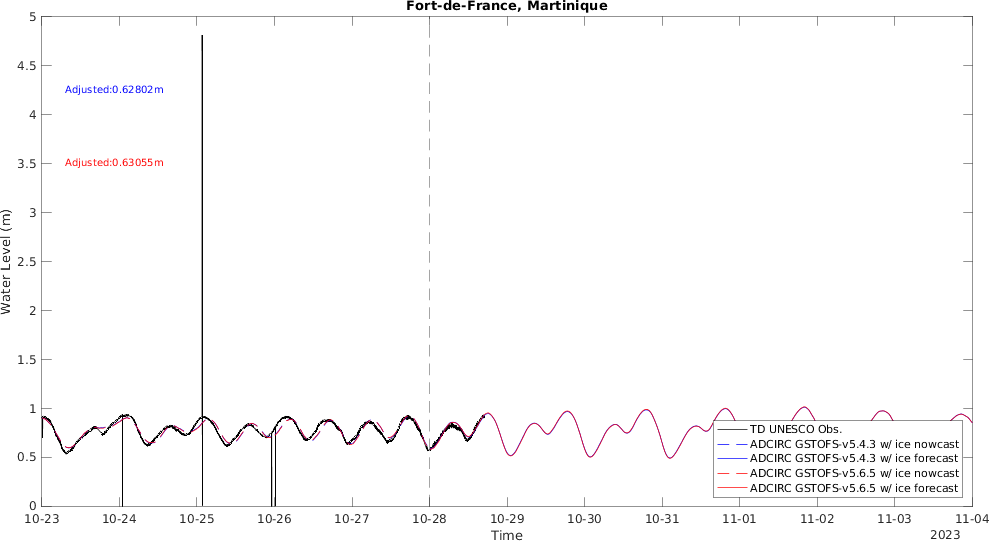 Fort-de-France, Martinique
5
4.5
4
3.5
3
2.5
2
1.5
1
0.5
0
Water Level (m)
Adjusted:0.62802m
Adjusted:0.63055m
TD UNESCO Obs.
ADCIRC GSTOFS-v5.4.3 w/ ice nowcast
ADCIRC GSTOFS-v5.4.3 w/ ice forecast
ADCIRC GSTOFS-v5.6.5 w/ ice nowcast
ADCIRC GSTOFS-v5.6.5 w/ ice forecast
10-23 10-24 10-25 10-26 10-27 10-28 10-29 10-30 10-31 11-01 11-02 11-03 11-04
Time
2023